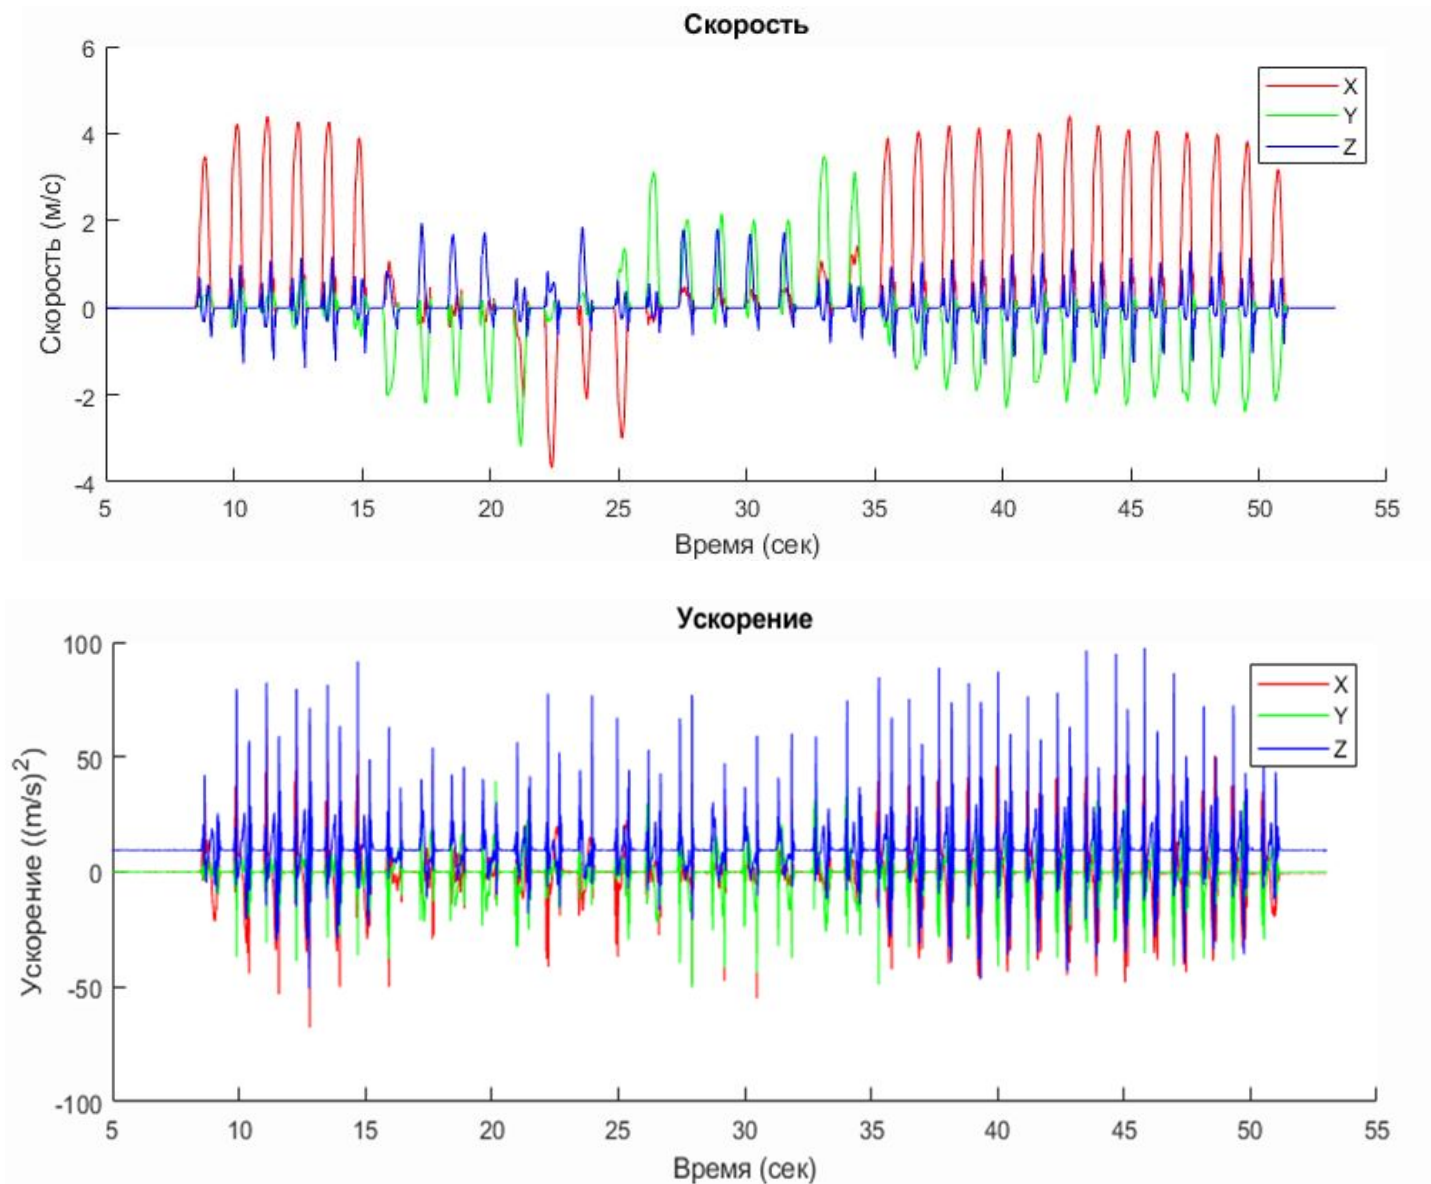 Скорость
6
4
2
0
-2
-4
Скорость (м/с)
X
Y
Z
5 10 15 20 25 30 35 40 45 50 55
Время (сек)
Ускорение
100
50
0
-50
-100
Ускорение ((m/s)²)
X
Y
Z
5 10 15 20 25 30 35 40 45 50 55
Время (сек)